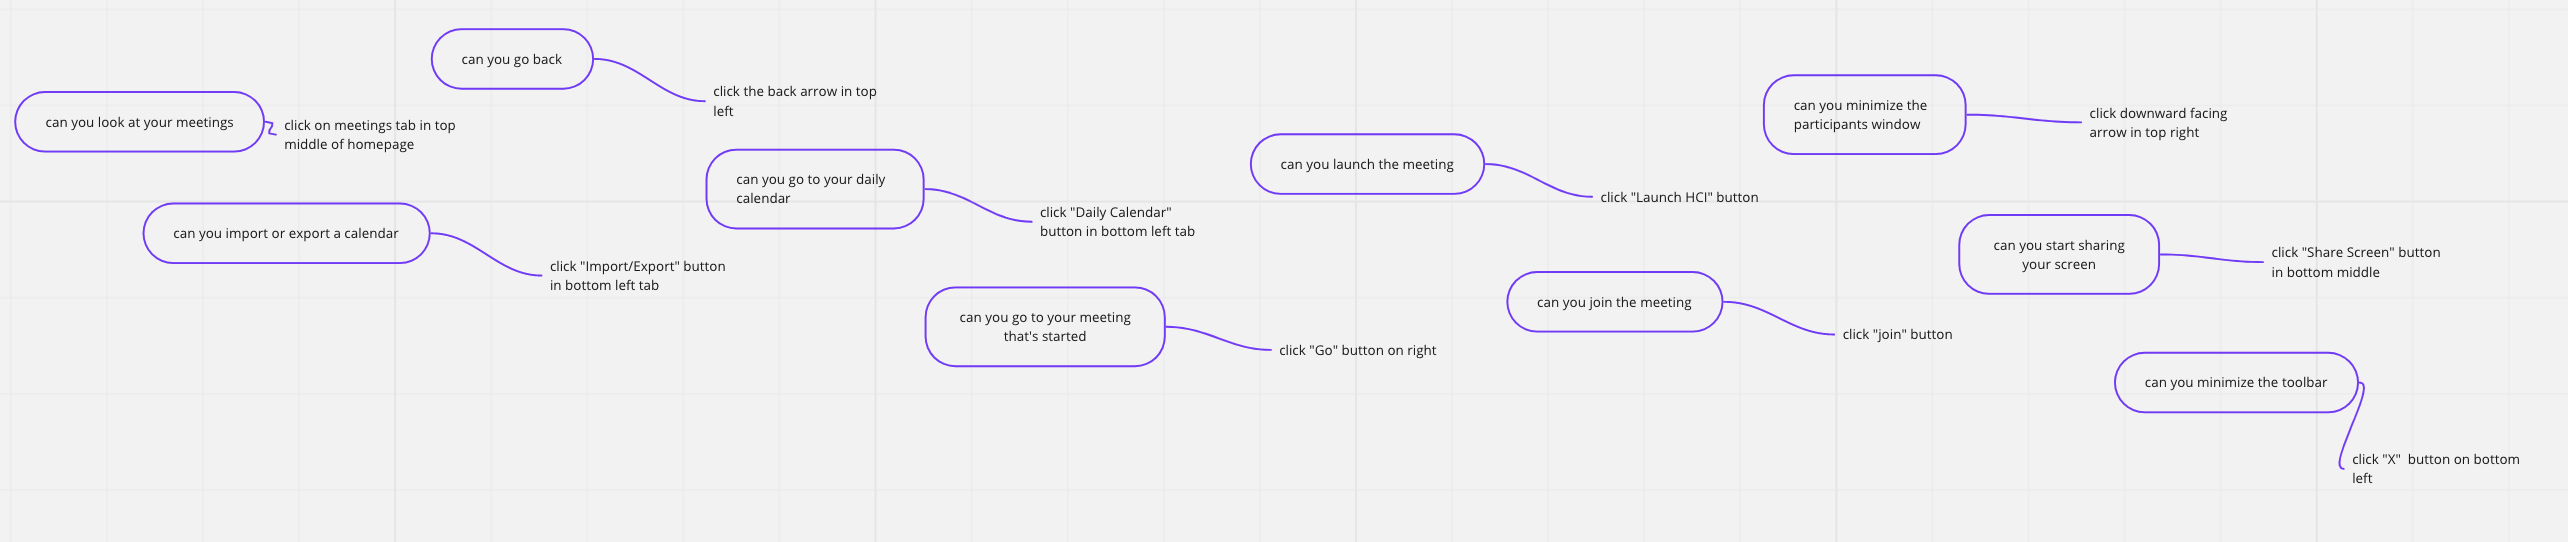 can you look at your meetings
click on meetings tab in top
middle of homepage
can you import or export a calendar
click "Import/Export" button
in bottom left tab
can you go back
click the back arrow in top
left
can you go to your daily
calendar
click "Daily Calendar"
button in bottom left tab
can you go to your meeting
that's started
click "Go" button on right
can you launch the meeting
click "Launch HCI" button
can you join the meeting
click "join" button
can you minimize the
participants window
click downward facing
arrow in top right
can you start sharing
your screen
click "Share Screen" button
in bottom middle
can you minimize the toolbar
click "X"  button on bottom
left